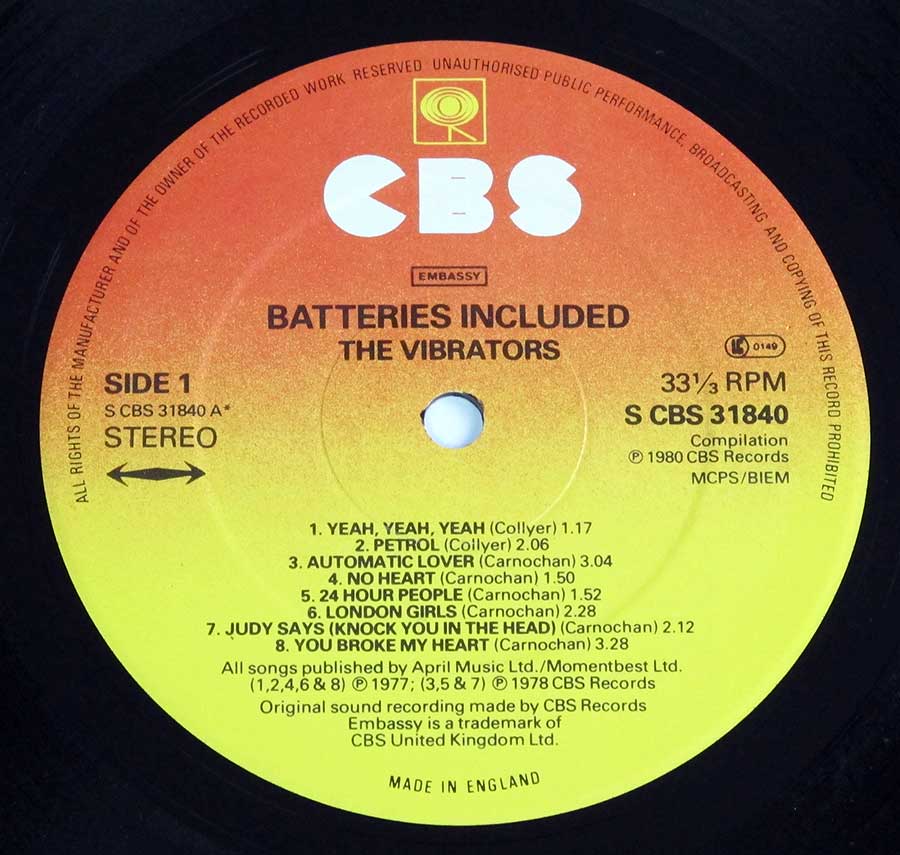 ALL RIGHTS OF THE MANUFACTURER AND OF THE OWNER OF THE RECORDED WORK RESERVED UNAUTHORISED PUBLIC PERFORMANCE, BROADCASTING AND COPYING OF THIS RECORD PROHIBITED
CBS
EMBASSY
BATTERIES INCLUDED
THE VIBRATORS
LC 0149
SIDE 1
S CBS 31840 A*
STEREO
33 1/3 RPM
S CBS 31840
Compilation
℗ 1980 CBS Records
MCPS/BIEM
1. YEAH, YEAH, YEAH (Collyer) 1.17
2. PETROL (Collyer) 2.06
3. AUTOMATIC LOVER (Carnochan) 3.04
4. NO HEART (Carnochan) 1.50
5. 24 HOUR PEOPLE (Carnochan) 1.52
6. LONDON GIRLS (Carnochan) 2.28
7. JUDY SAYS (KNOCK YOU IN THE HEAD) (Carnochan) 2.12
8. YOU BROKE MY HEART (Carnochan) 3.28
All songs published by April Music Ltd./Momentbest Ltd.
(1,2,4,6 & 8) ℗ 1977; (3,5 & 7) ℗ 1978 CBS Records
Original sound recording made by CBS Records
Embassy is a trademark of
CBS United Kingdom Ltd.
MADE IN ENGLAND